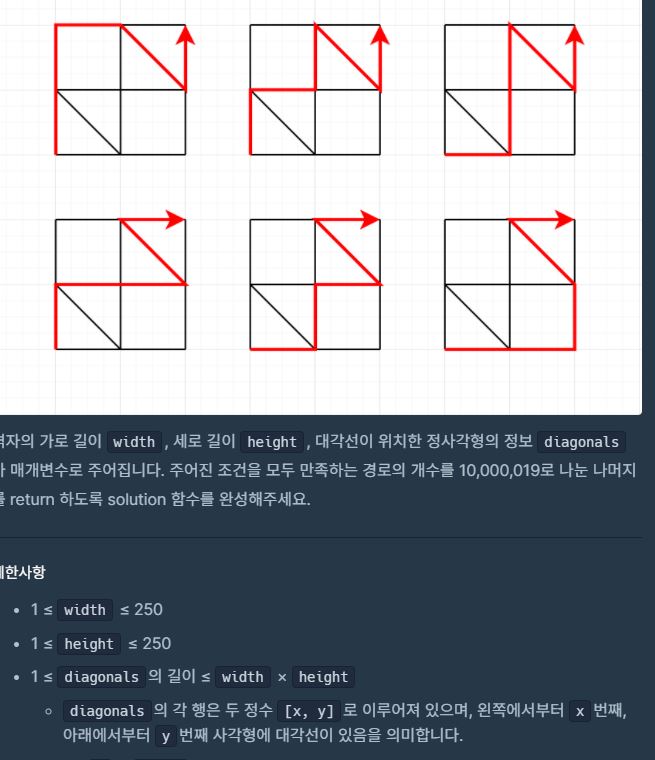 격자의 가로 길이 width , 세로 길이 height , 대각선이 위치한 정사각형의 정보 diagonals
매개변수로 주어집니다. 주어진 조건을 모두 만족하는 경로의 개수를 10,000,019로 나눈 나머지
를 return 하도록 solution 함수를 완성해주세요.
제한사항
• 1 ≤ width ≤ 250
• 1 ≤ height ≤ 250
• 1 ≤ diagonals 의 길이 ≤ width × height
◦ diagonals 의 각 행은 두 정수 [x, y] 로 이루어져 있으며, 왼쪽에서부터 x 번째,
아래에서부터 y 번째 사각형에 대각선이 있음을 의미합니다.